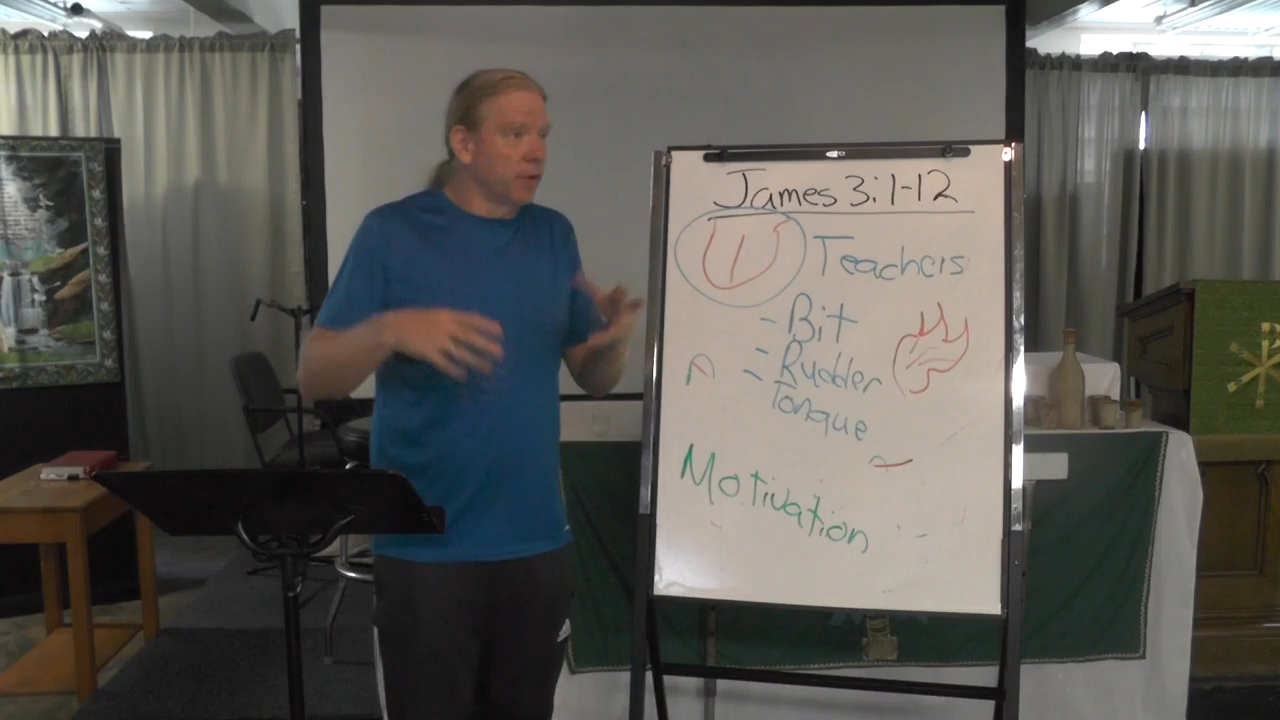 James 3:1-12
Teachers
- Bit
- Rudder
Tongue
Motivation